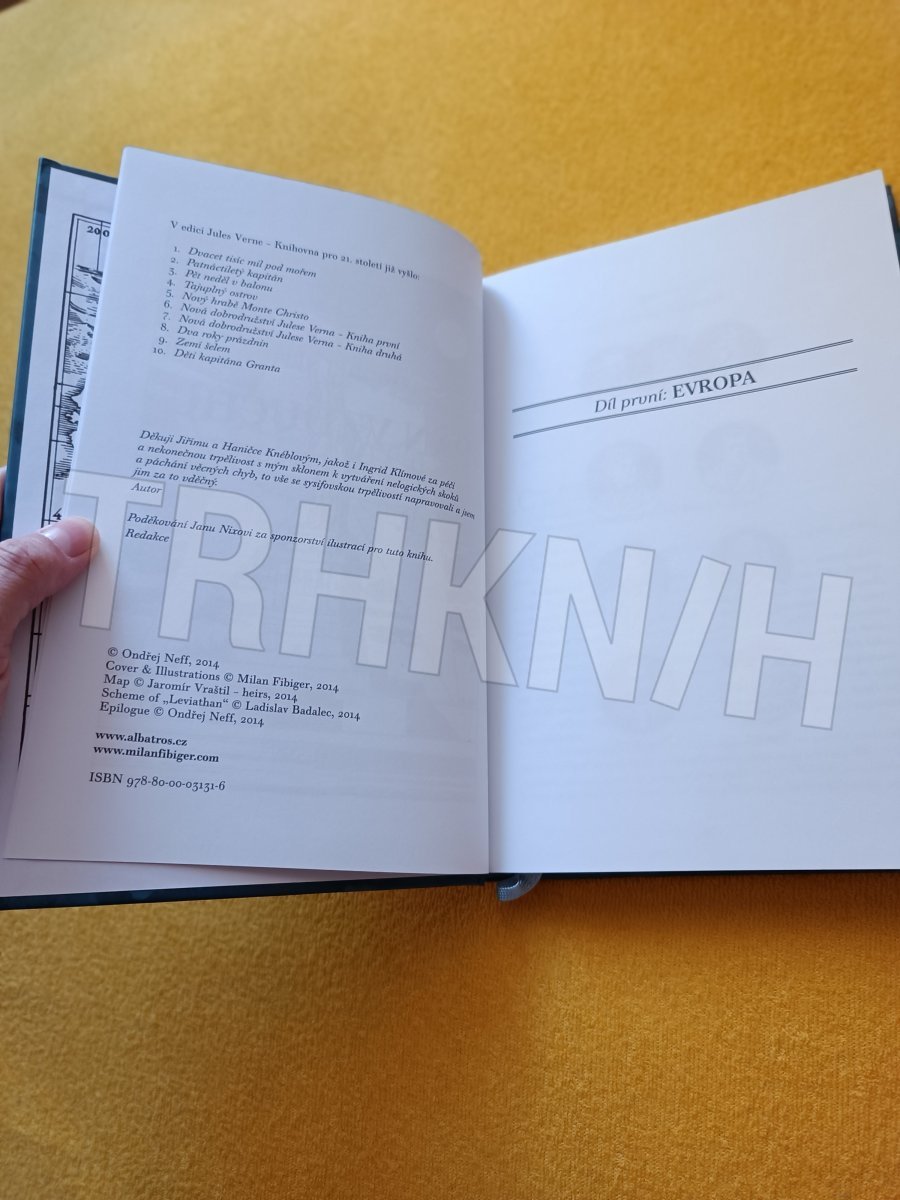 200
4
V edici Jules Verne – Knihovna pro 21. století již vyšlo:
1. Dvacet tisíc mil pod mořem
2. Patnáctiletý kapitán
3. Pět neděl v balonu
4. Tajuplný ostrov
5. Nový hrabě Monte Christo
6. Nová dobrodružství Julese Verna – Kniha první
7. Nová dobrodružství Julese Verna – Kniha druhá
8. Dva roky prázdnin
9. Zemí šelem
10. Děti kapitána Granta
Děkuji Jiřímu a Haničce Knéblovým, jakož i Ingrid Klímové za péči
a nekonečnou trpělivost s mým sklonem k vytváření nelogických skoků
a páchání věcných chyb, to vše se sysifovskou trpělivostí napravovali a jsem
jim za to vděčný.
Autor
Poděkování Janu Nixovi za sponzorství ilustrací pro tuto knihu.
Redakce
© Ondřej Neff, 2014
Cover & Illustrations © Milan Fibiger, 2014
Map © Jaromír Vraštil – heirs, 2014
Scheme of „Leviathan“ © Ladislav Badalec, 2014
Epilogue © Ondřej Neff, 2014
www.albatros.cz
www.milanfibiger.com
ISBN 978-80-00-03131-6
Díl první: EVROPA
TRHKN/H